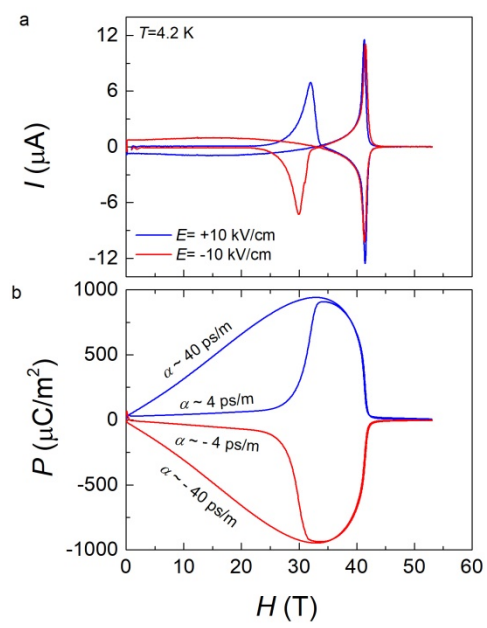 a
T=4.2 K
12
6
0
-6
-12
I (μA)
E= +10 kV/cm
E= -10 kV/cm
b
1000
500
0
-500
-1000
P (μC/m²)
α ~ 40 ps/m
α ~ 4 ps/m
α ~ - 4 ps/m
α ~ - 40 ps/m
0 10 20 30 40 50 60
H (T)